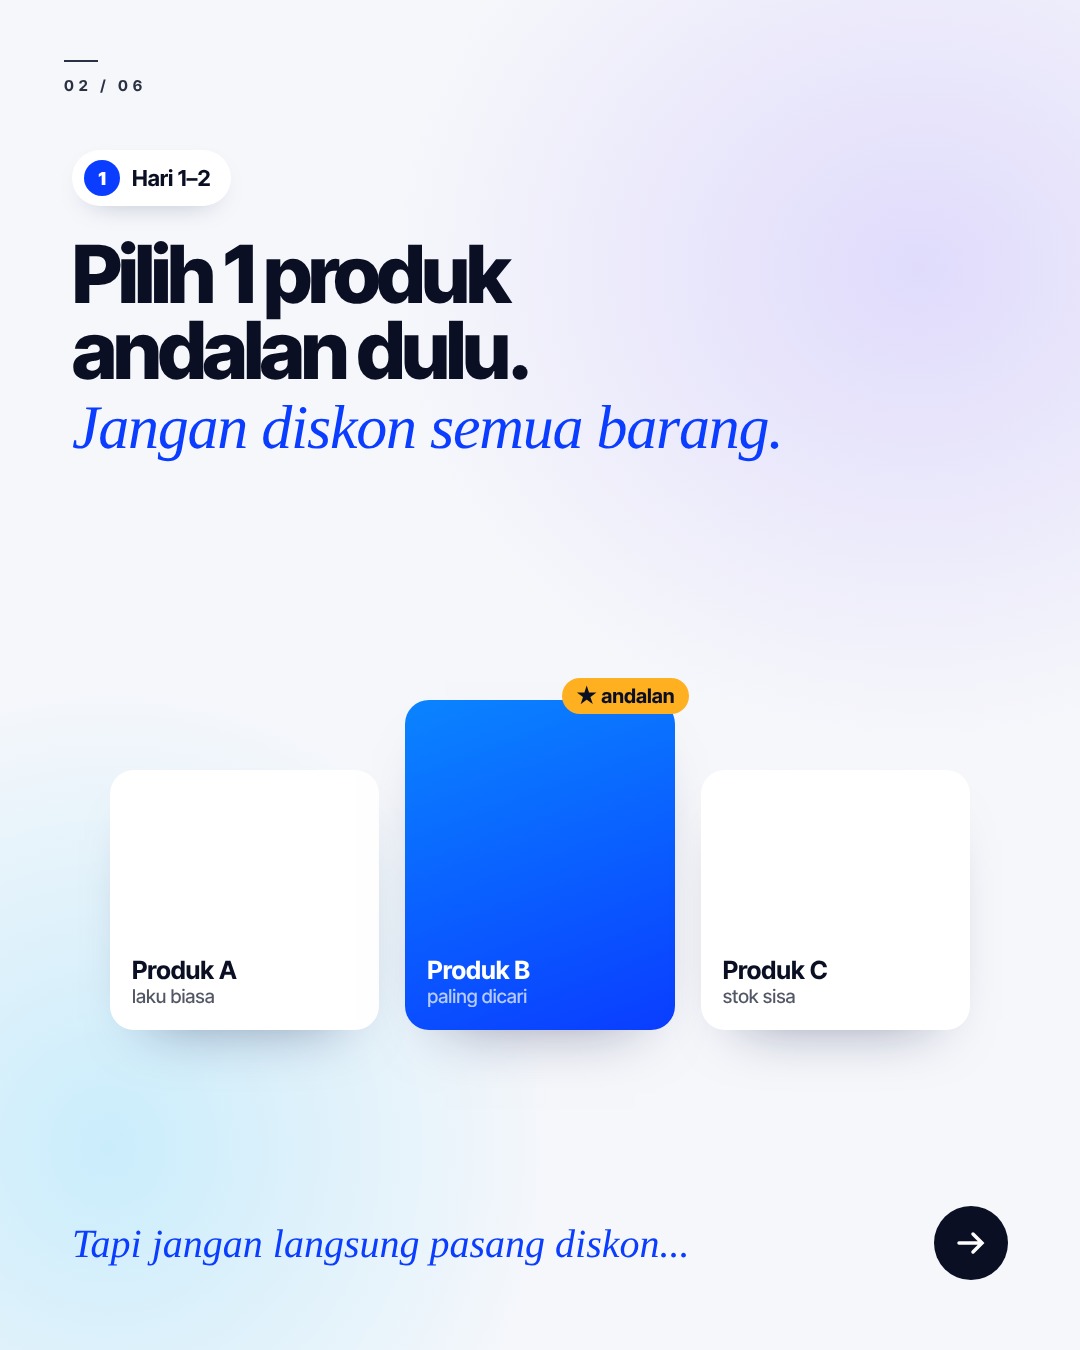 02 / 06
1 Hari 1–2
Pilih 1 produk
andalan dulu.
Jangan diskon semua barang.
★ andalan
Produk A
laku biasa
Produk B
paling dicari
Produk C
stok sisa
Tapi jangan langsung pasang diskon...